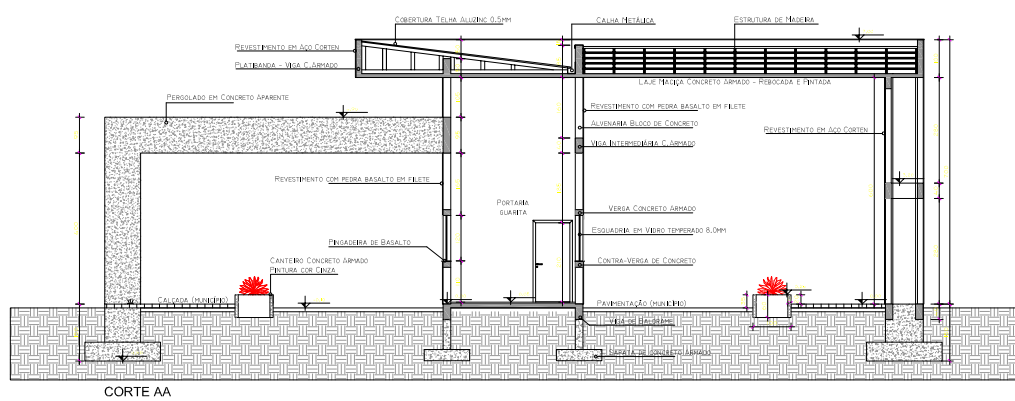 Cobertura Telha Aluzinc 0.5mm
Calha Metálica
Estrutura de Madeira
Revestimento em Aço Corten
Platibanda - Viga C.Armado
Laje Maciça Concreto Armado - Rebocada e Pintada
Pergolado em Concreto Aparente
Revestimento com pedra basalto em filete
Alvenaria Bloco de Concreto
Revestimento em Aço Corten
Viga Intermediária C.Armado
Revestimento com pedra basalto em filete
Portaria
guarita
Verga Concreto Armado
Esquadria em Vidro temperado 8.0mm
Pingadeira de Basalto
Canteiro Concreto Armado
Pintura cor Cinza
Contra-Verga de Concreto
Calçada (município)
Pavimentação (Município)
Viga de Baldrame
Sapata de concreto armado
CORTE AA